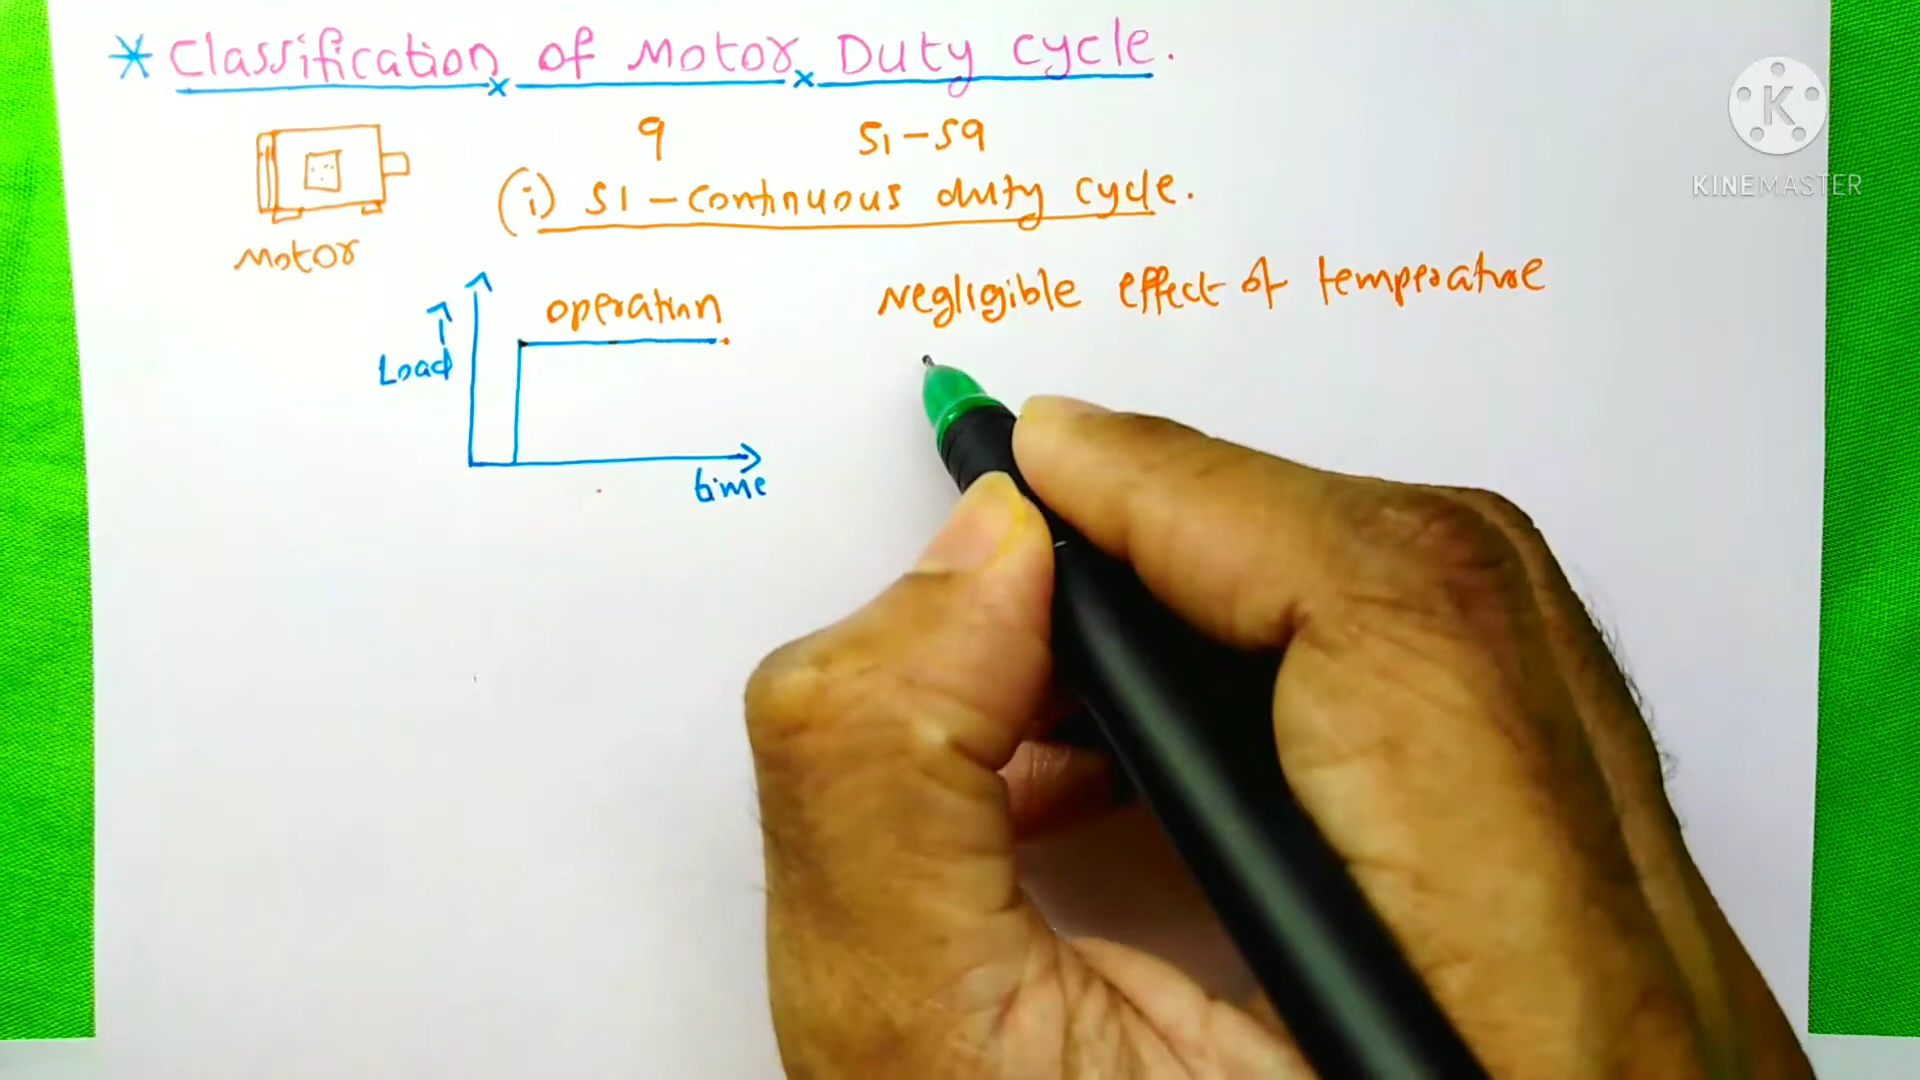 * Classification of Motor Duty Cycle.
9 S1-S9
(i) S1-continuous duty cycle.
Motor
Negligible effect of temperature
operation
Load
time
K
KINEMASTER